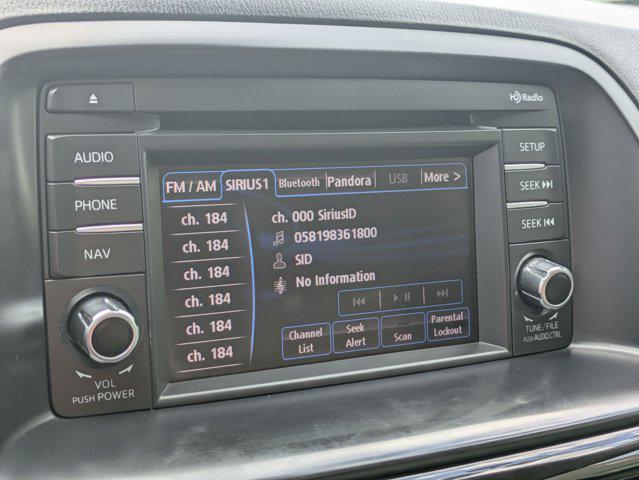 HD Radio
AUDIO
PHONE
NAV
VOL
PUSH POWER
FM / AM SIRIUS1 Bluetooth Pandora USB More >
ch. 184
ch. 184
ch. 184
ch. 184
ch. 184
ch. 184
ch. 000 SiriusID
058198361800
SID
No Information
Channel
List
Seek
Alert
Scan
Parental
Lockout
SETUP
SEEK
SEEK
TUNE/FILE
PUSH AUDIO CTRL